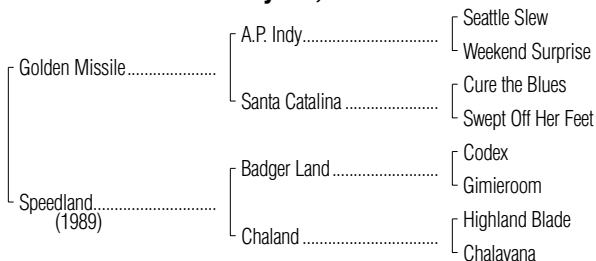 Seattle Slew
A.P. Indy
Weekend Surprise
Golden Missile
Cure the Blues
Santa Catalina
Swept Off Her Feet
Codex
Badger Land
Gimieroom
Speedland
(1989)
Highland Blade
Chaland
Chalavana